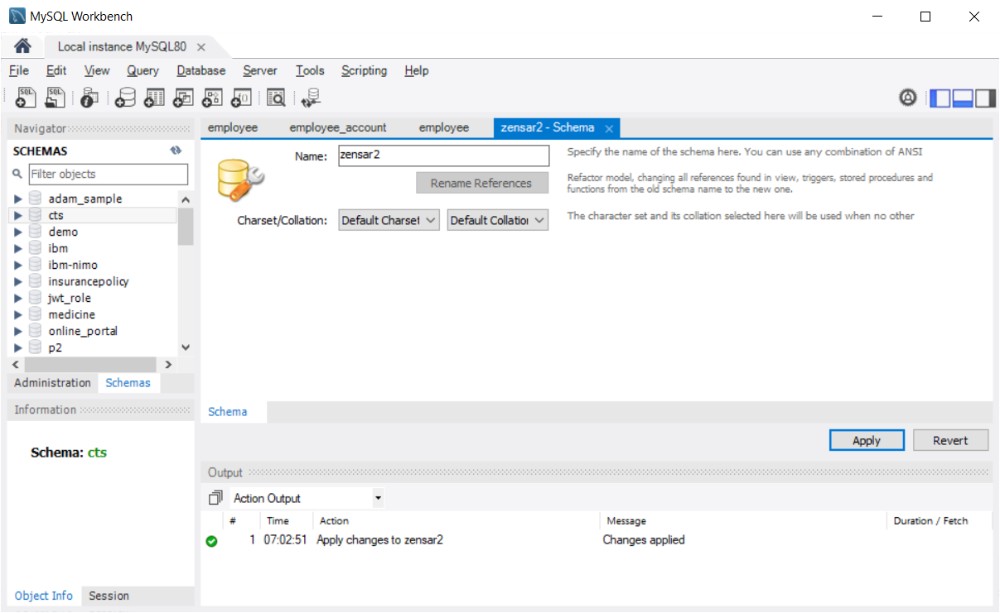 MySQL Workbench
Local instance MySQL80
File Edit View Query Database Server Tools Scripting Help
SQL SQL
Navigator
SCHEMAS
Filter objects
adam_sample
cts
demo
ibm
ibm-nimo
insurancepolicy
jwt_role
medicine
online_portal
p2
Administration Schemas
Information
Schema: cts
Object Info Session
employee employee_account employee zensar2 - Schema
Name: zensar2 Specify the name of the schema here. You can use any combination of ANSI
Rename References
Refactor model, changing all references found in view, triggers, stored procedures and
functions from the old schema name to the new one.
Charset/Collation: Default Charset Default Collation The character set and its collation selected here will be used when no other
Schema
Apply Revert
Output
Action Output
# Time Action Message Duration / Fetch
1 07:02:51 Apply changes to zensar2 Changes applied